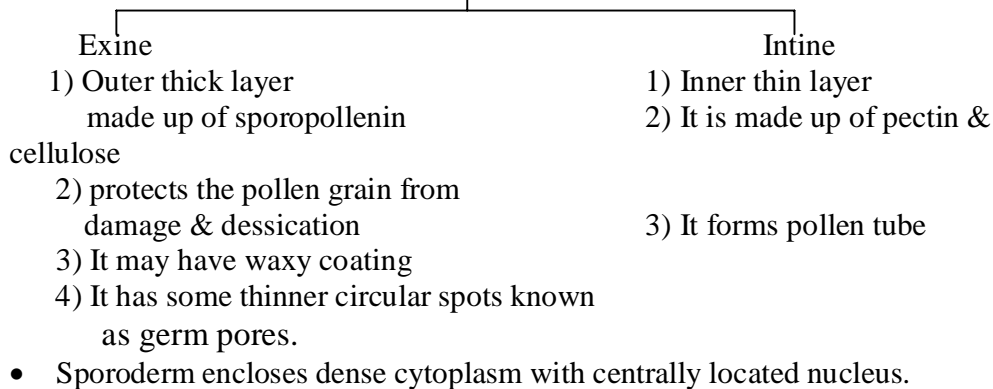 Exine Intine
1) Outer thick layer 1) Inner thin layer
made up of sporopollenin 2) It is made up of pectin &
cellulose
2) protects the pollen grain from
damage & dessication 3) It forms pollen tube
3) It may have waxy coating
4) It has some thinner circular spots known
as germ pores.
• Sporoderm encloses dense cytoplasm with centrally located nucleus.